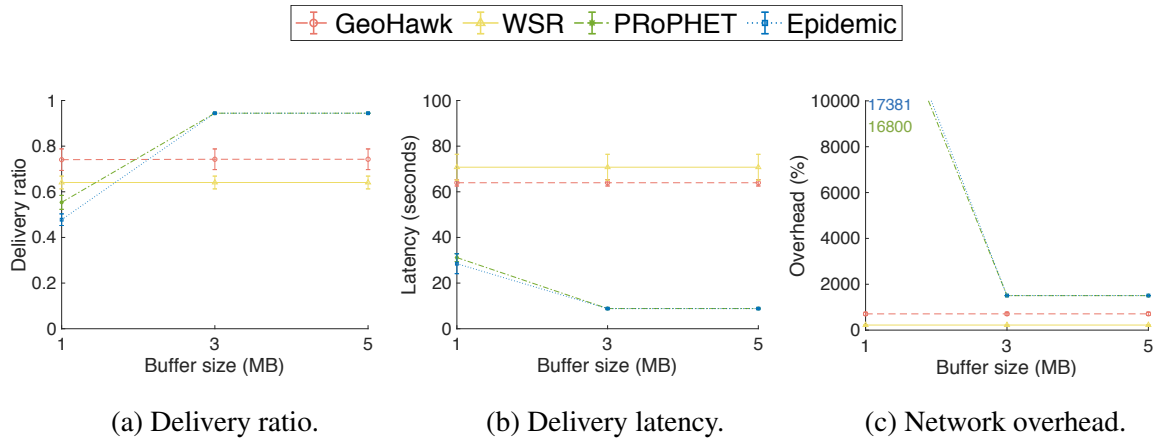 GeoHawk WSR PRoPHET Epidemic
1
0.8
0.6
0.4
0.2
0
Delivery ratio
1 3 5
Buffer size (MB)
(a) Delivery ratio.
100
80
60
40
20
0
Latency (seconds)
1 3 5
Buffer size (MB)
(b) Delivery latency.
10000
8000
6000
4000
2000
0
17381
16800
Overhead (%)
1 3 5
Buffer size (MB)
(c) Network overhead.